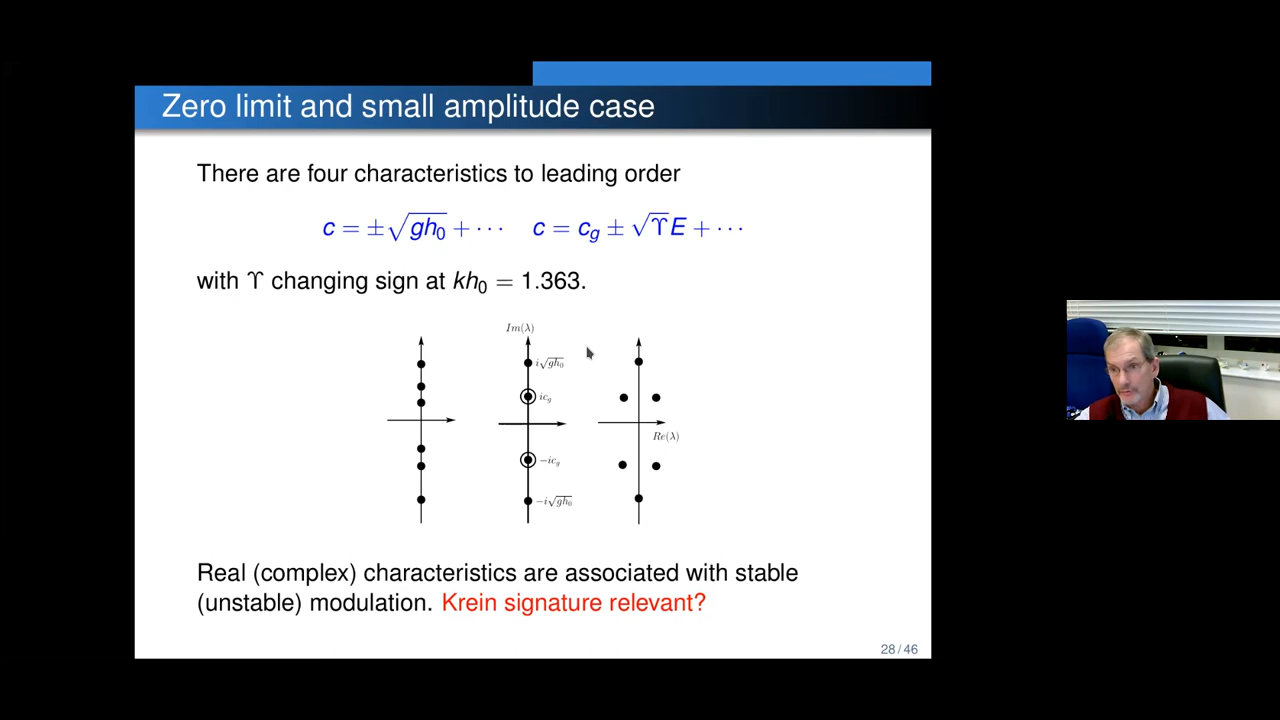 Zero limit and small amplitude case
There are four characteristics to leading order
c = ±√gh₀ + ··· c = c_g ± √ϒE + ···
with ϒ changing sign at kh₀ = 1.363.
Im(λ)
i√gh₀
ic_g
Re(λ)
−ic_g
−i√gh₀
Real (complex) characteristics are associated with stable
(unstable) modulation. Krein signature relevant?
28 / 46